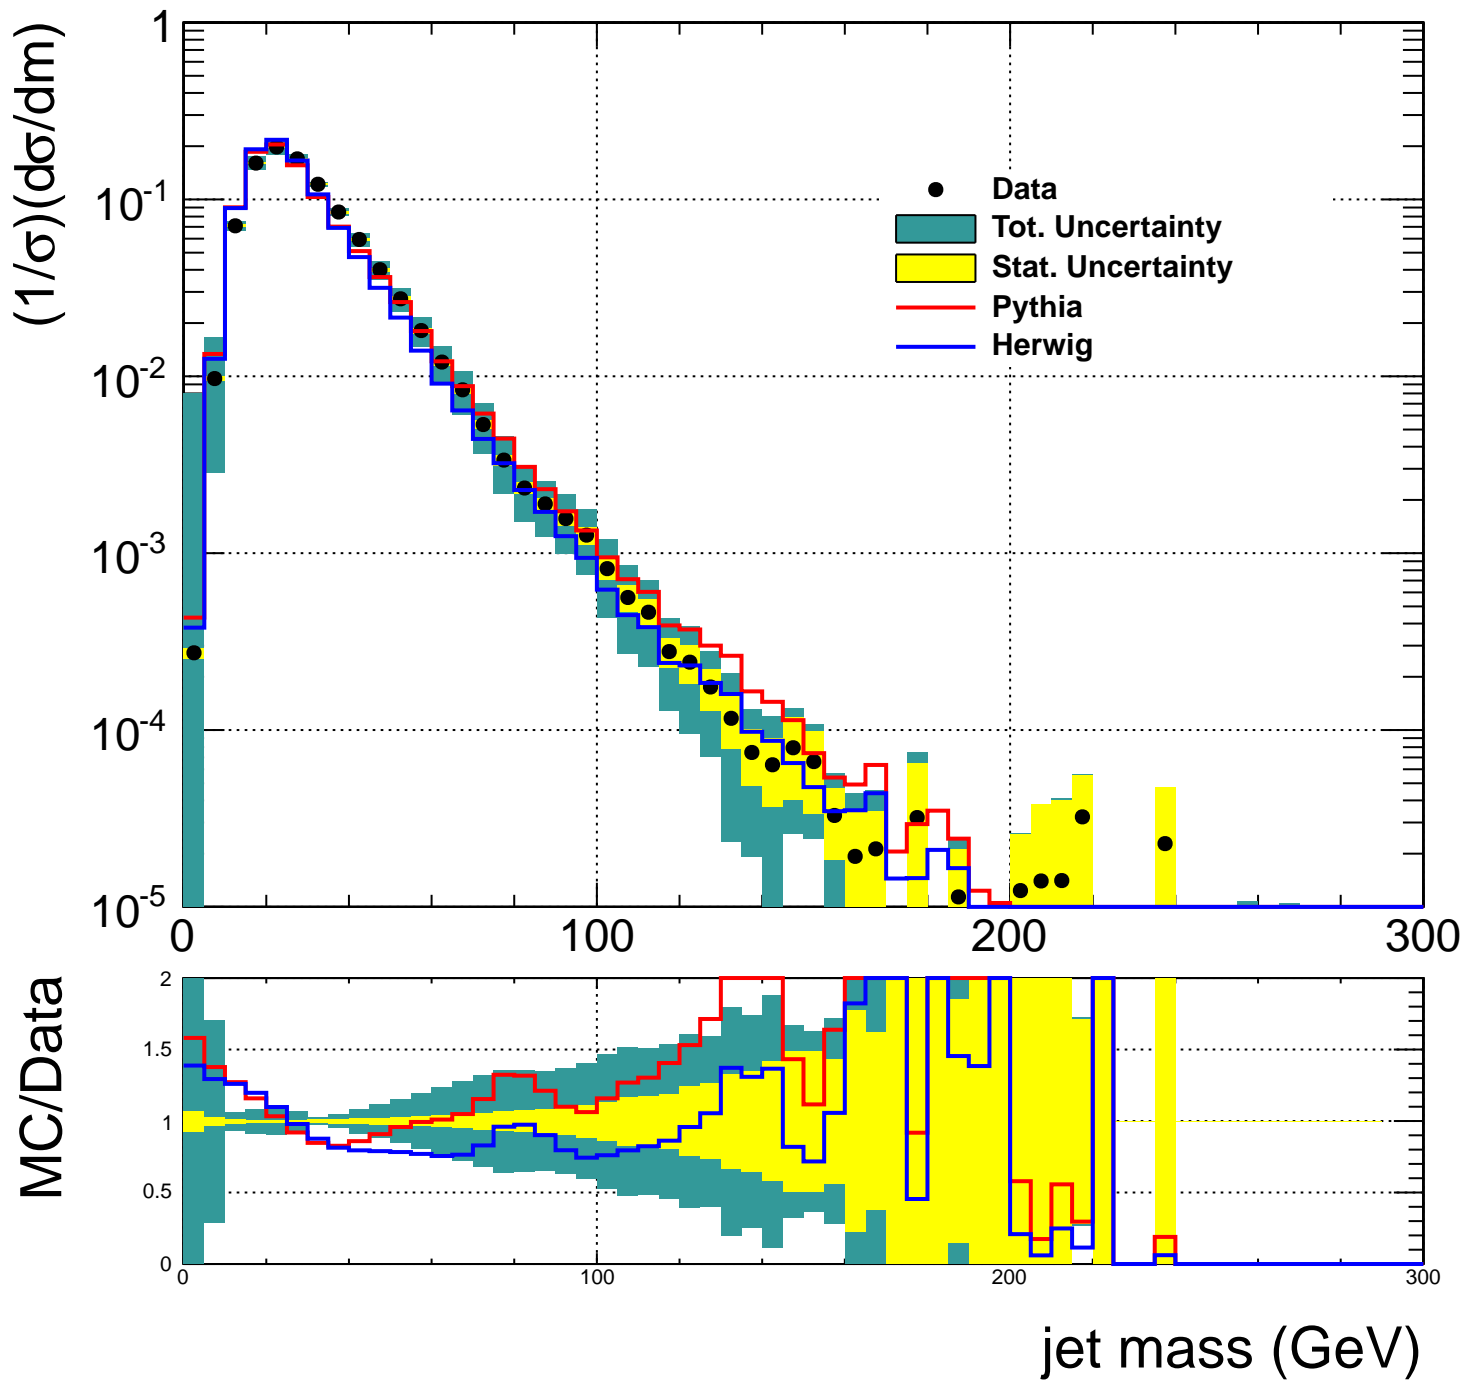 (1/σ)(dσ/dm)
1
10-1
10-2
10-3
10-4
10-5
Data
Tot. Uncertainty
Stat. Uncertainty
Pythia
Herwig
0 100 200 300
MC/Data
2
1.5
1
0.5
0
0 100 200 300
jet mass (GeV)